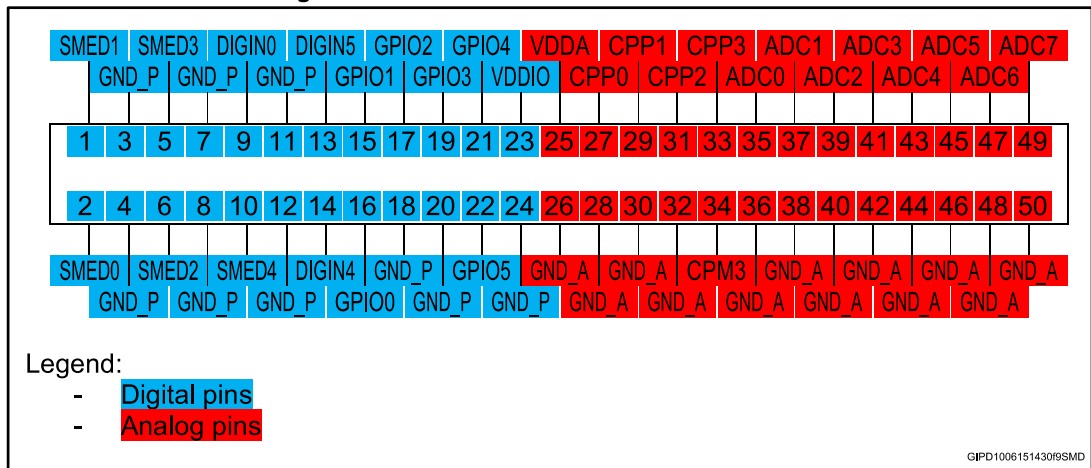 SMED1 SMED3 DIGIN0 DIGIN5 GPIO2 GPIO4 VDDA CPP1 CPP3 ADC1 ADC3 ADC5 ADC7
GND_P GND_P GND_P GPIO1 GPIO3 VDDIO CPP0 CPP2 ADC0 ADC2 ADC4 ADC6
1 3 5 7 9 11 13 15 17 19 21 23 25 27 29 31 33 35 37 39 41 43 45 47 49
2 4 6 8 10 12 14 16 18 20 22 24 26 28 30 32 34 36 38 40 42 44 46 48 50
SMED0 SMED2 SMED4 DIGIN4 GND_P GPIO5 GND_A GND_A CPM3 GND_A GND_A GND_A GND_A
GND_P GND_P GND_P GPIO0 GND_P GND_P GND_A GND_A GND_A GND_A GND_A GND_A
Legend:
- Digital pins
- Analog pins
GIPD1006151430f9SMD